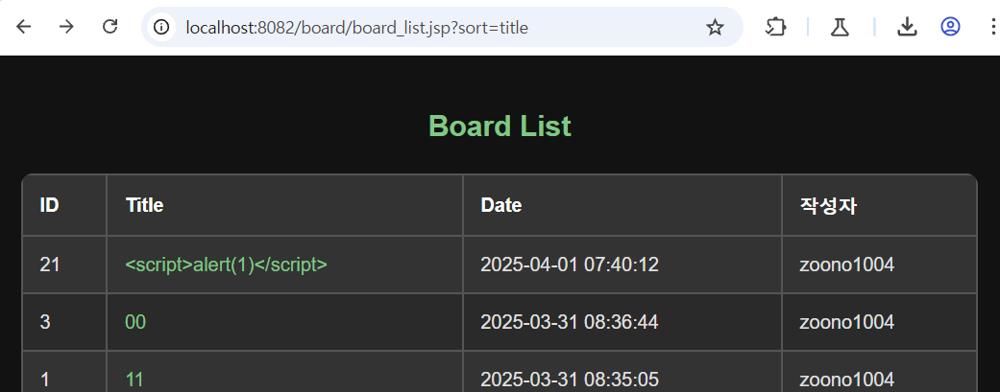 localhost:8082/board/board_list.jsp?sort=title
Board List
ID Title Date 작성자
21 <script>alert(1)</script> 2025-04-01 07:40:12 zoono1004
3 00 2025-03-31 08:36:44 zoono1004
1 11 2025-03-31 08:35:05 zoono1004